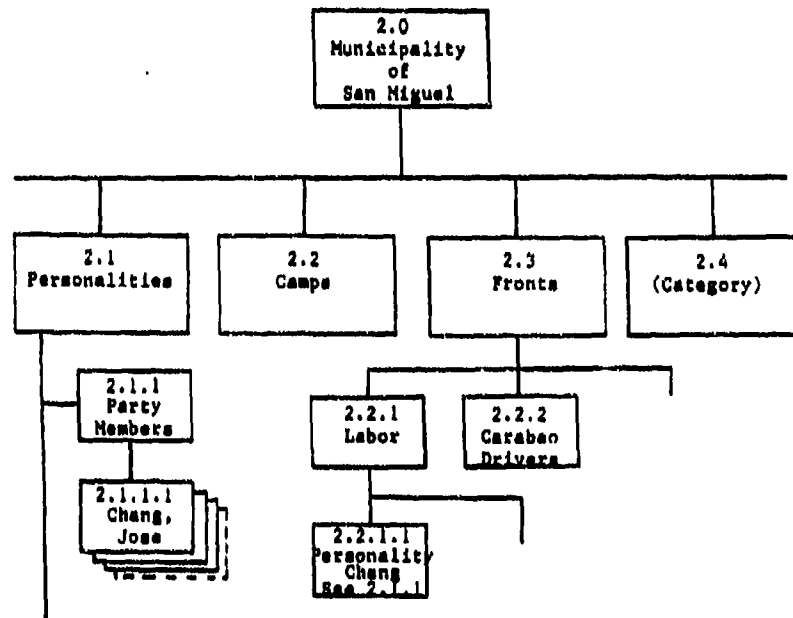 2.0
Municipality
of
San Miguel
2.1
Personalities
2.2
Camps
2.3
Fronts
2.4
(Category)
2.1.1
Party
Members
2.2.1
Labor
2.2.2
Carabao
Drivers
2.1.1.1
Chang,
Jose
2.2.1.1
Personality
Chang
See 2.1.1